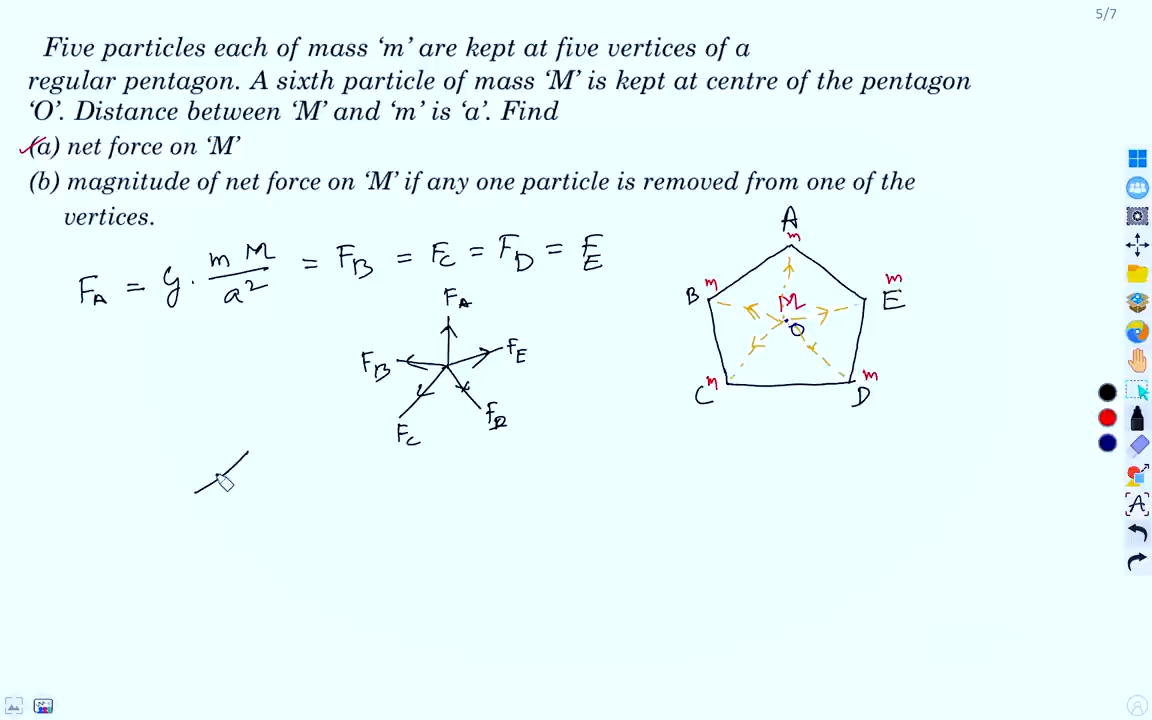 5/7
Five particles each of mass ‘m’ are kept at five vertices of a
regular pentagon. A sixth particle of mass ‘M’ is kept at centre of the pentagon
‘O’. Distance between ‘M’ and ‘m’ is ‘a’. Find
(a) net force on ‘M’
(b) magnitude of net force on ‘M’ if any one particle is removed from one of the
vertices.
F_A = G · m M / a² = F_B = F_C = F_D = F_E
F_A
F_B
F_E
F_C
F_D
A
m
B m
M
m E
O
C m
m D
A